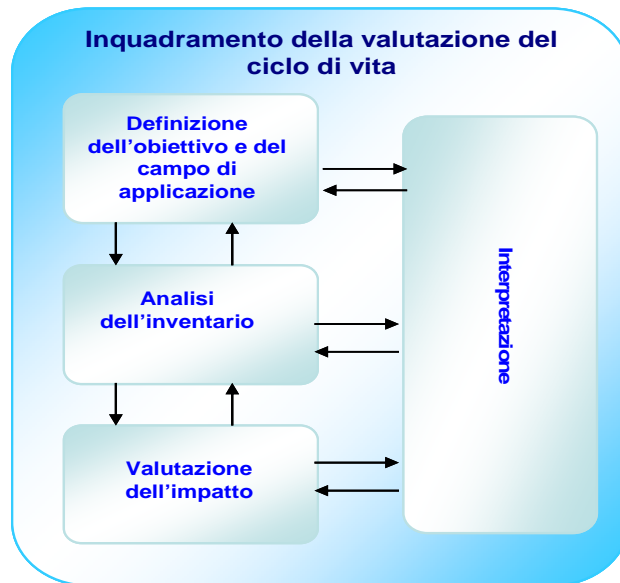 Inquadramento della valutazione del
ciclo di vita
Definizione
dell'obiettivo e del
campo di
applicazione
Analisi
dell'inventario
Valutazione
dell'impatto
Interpretazione